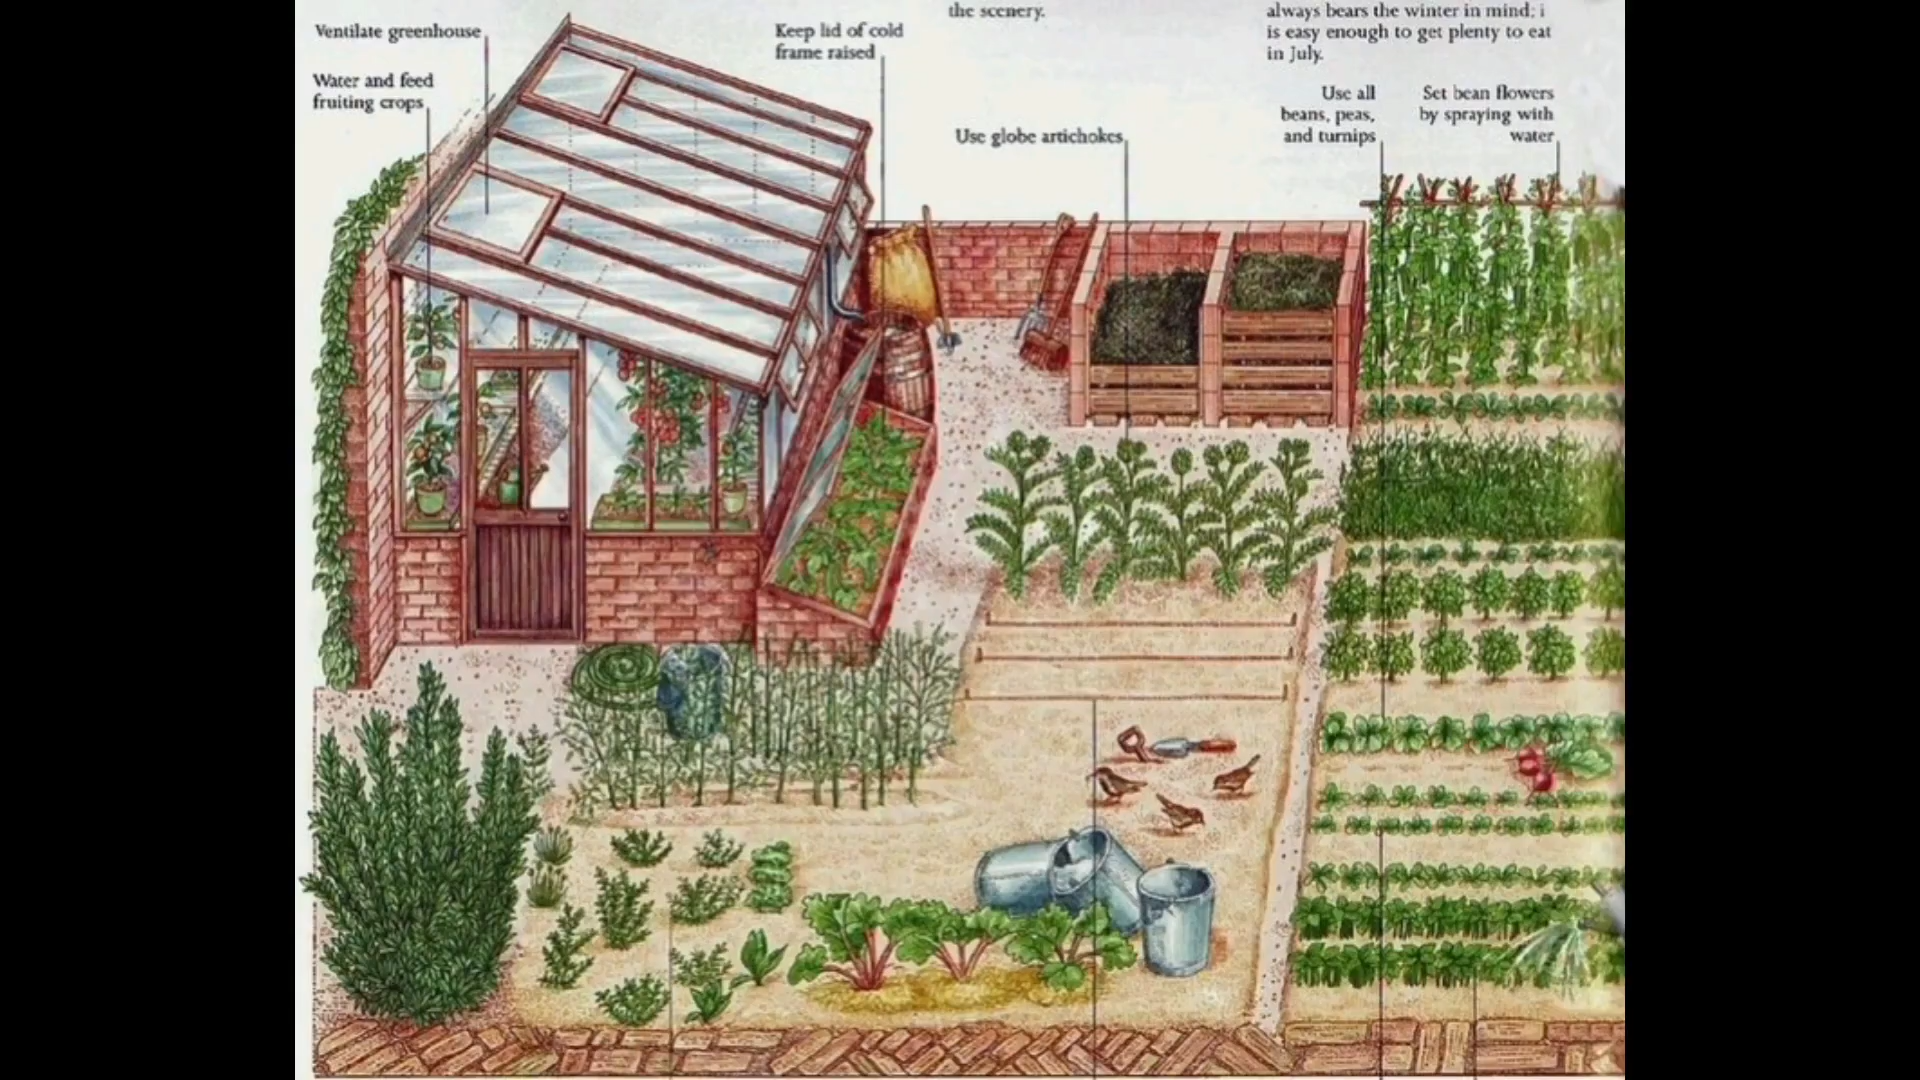 the scenery.
always bears the winter in mind; i
is easy enough to get plenty to eat
in July.
Ventilate greenhouse
Water and feed
fruiting crops
Keep lid of cold
frame raised
Use globe artichokes
Use all
beans, peas,
and turnips
Set bean flowers
by spraying with
water